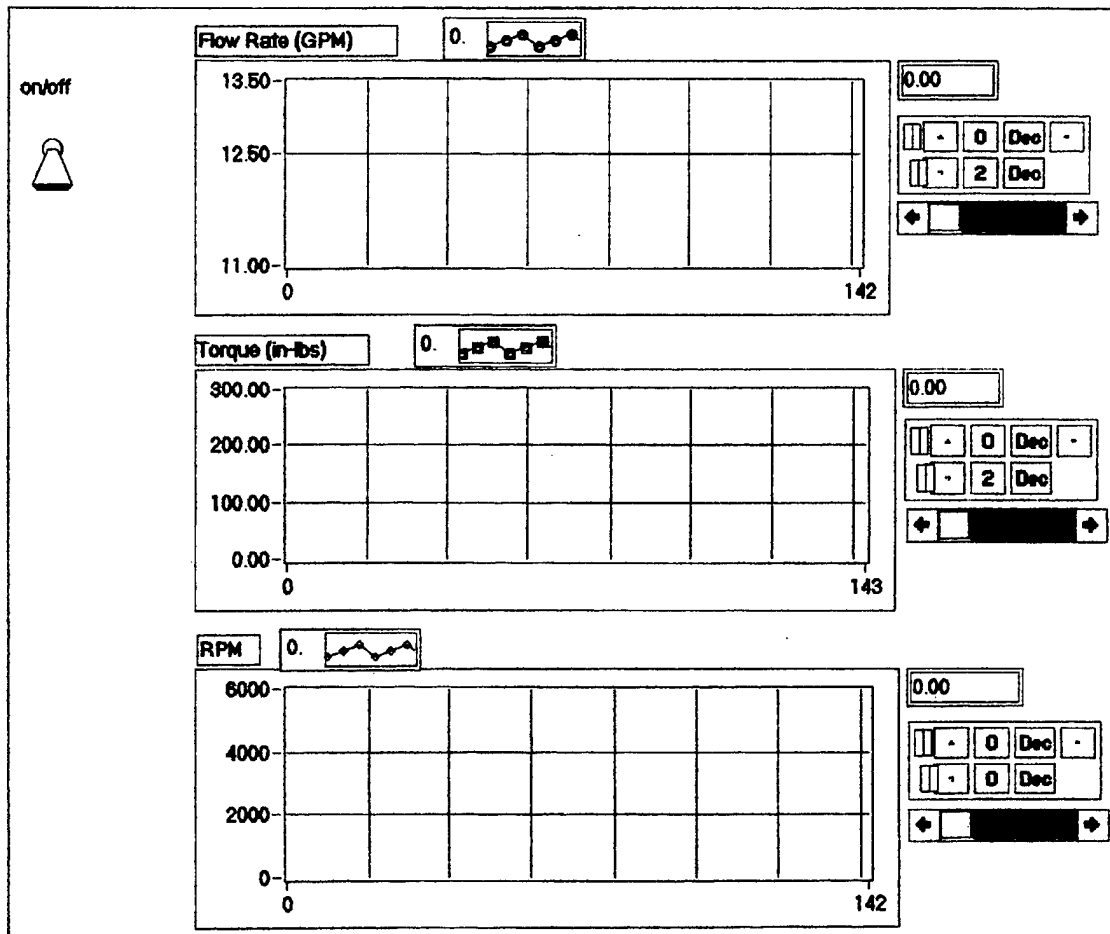 Flow Rate (GPM)
0.
on/off
13.50
12.50
11.00
0
142
0.00
0 Dec
2 Dec
Torque (in-lbs)
0.
300.00
200.00
100.00
0.00
0
143
0.00
0 Dec
2 Dec
RPM
0.
6000
4000
2000
0
0
142
0.00
0 Dec
0 Dec